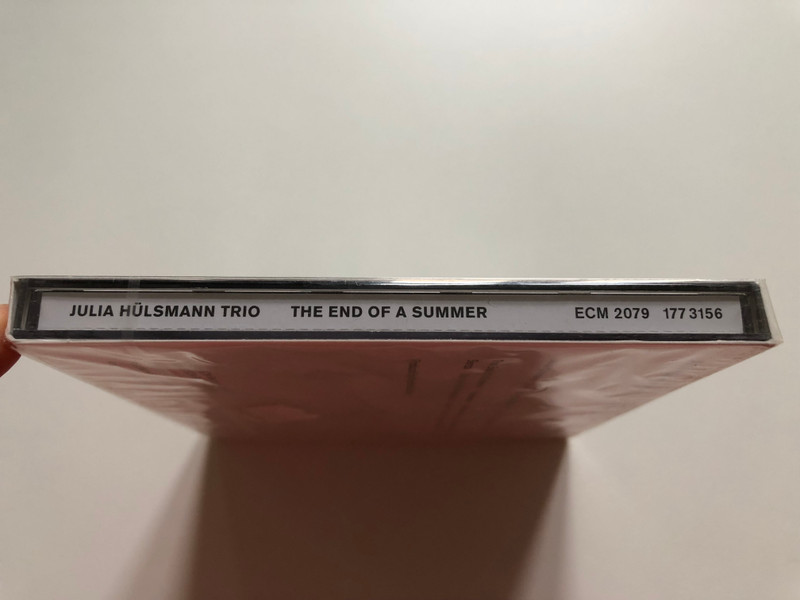 JULIA HÜLSMANN TRIO THE END OF A SUMMER ECM 2079 177 3156